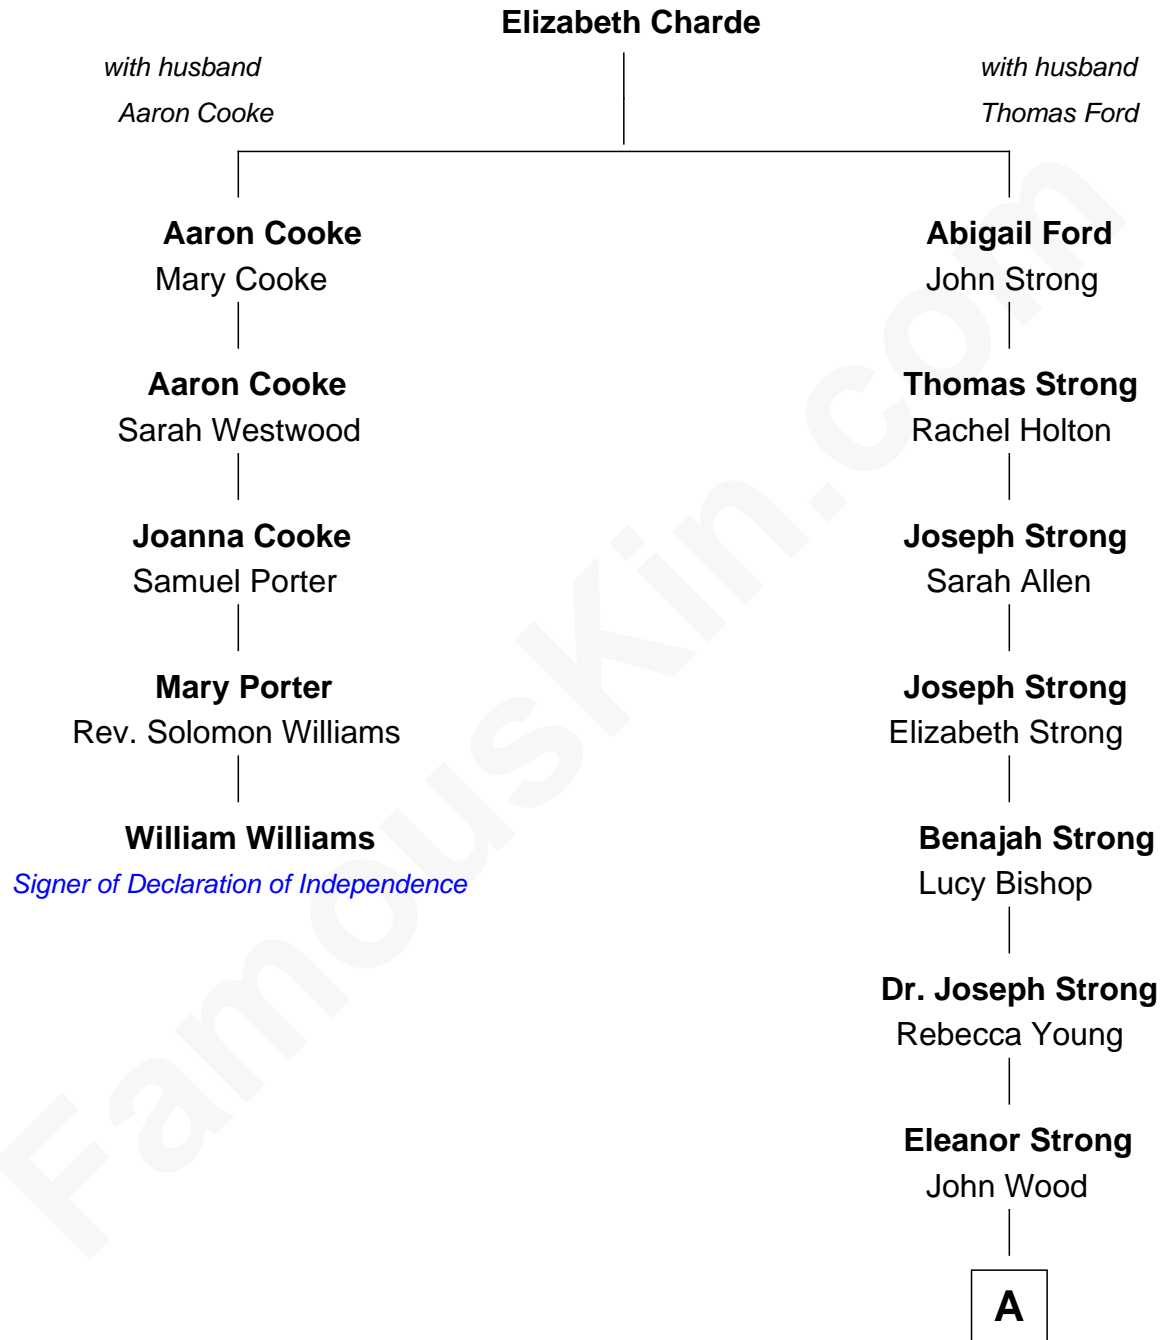 Elizabeth Charde
with husband
Aaron Cooke
with husband
Thomas Ford
Aaron Cooke
Mary Cooke
Aaron Cooke
Sarah Westwood
Joanna Cooke
Samuel Porter
Mary Porter
Rev. Solomon Williams
William Williams
Signer of Declaration of Independence
Abigail Ford
John Strong
Thomas Strong
Rachel Holton
Joseph Strong
Sarah Allen
Joseph Strong
Elizabeth Strong
Benajah Strong
Lucy Bishop
Dr. Joseph Strong
Rebecca Young
Eleanor Strong
John Wood
A
FamousKin.com